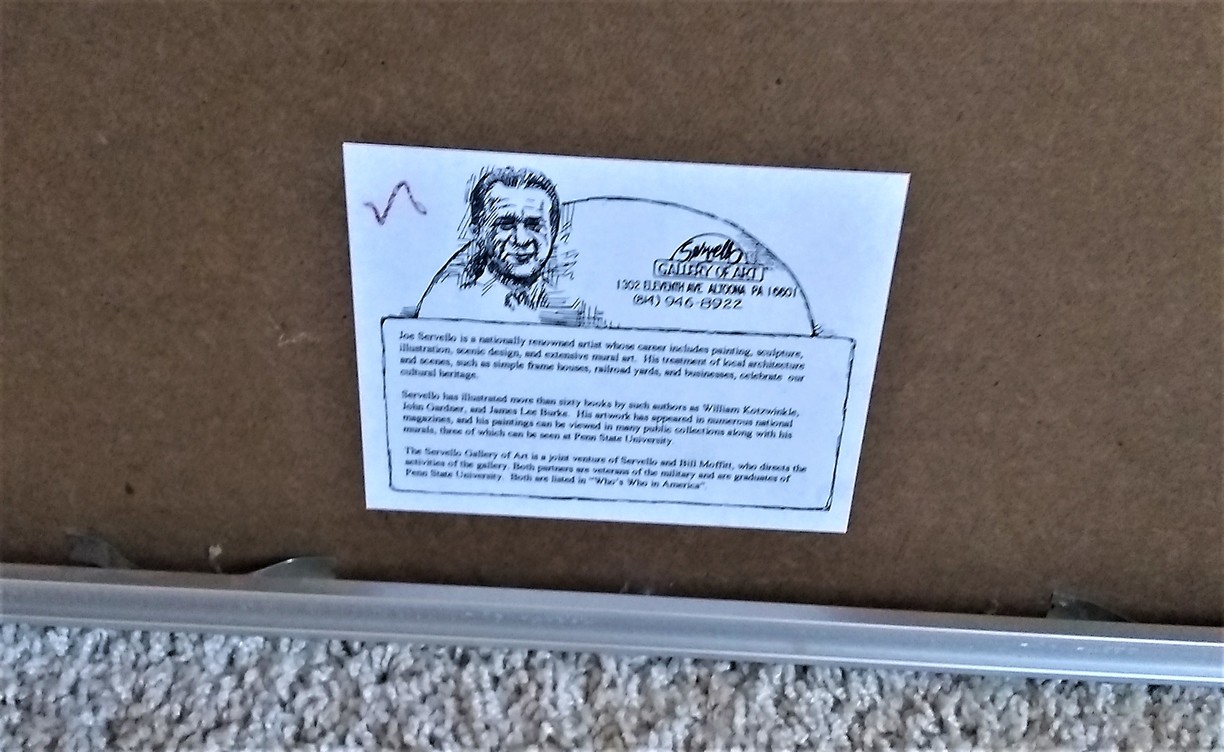 Servello
GALLERY OF ART
1302 ELEVENTH AVE ALTOONA PA 16601
(814) 946-8922
Joe Servello is a nationally renowned artist whose career includes painting, sculpture,
illustration, scenic design, and extensive mural art. His treatment of local architecture
and scenes, such as simple frame houses, railroad yards, and businesses, celebrate our
cultural heritage.
Servello has illustrated more than sixty books by such authors as William Kotzwinkle,
John Gardner, and James Lee Burke. His artwork has appeared in numerous national
magazines, and his paintings can be viewed in many public collections along with his
murals, three of which can be seen at Penn State University.
The Servello Gallery of Art is a joint venture of Servello and Bill Moffitt, who directs the
activities of the gallery. Both partners are veterans of the military and are graduates of
Penn State University. Both are listed in "Who's Who in America".